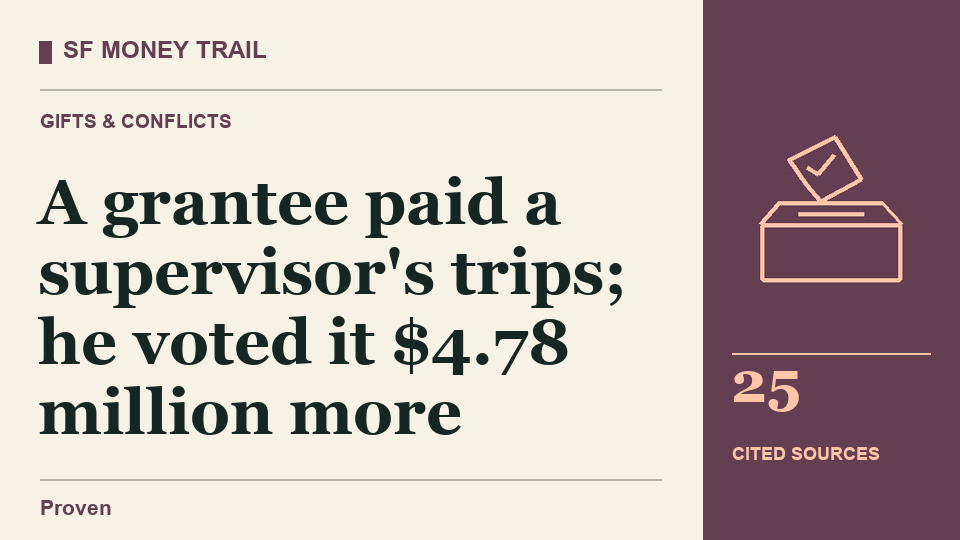 SF MONEY TRAIL
GIFTS & CONFLICTS
A grantee paid a
supervisor's trips;
he voted it $4.78
million more
Proven
25
CITED SOURCES